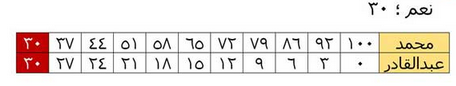 نعم ؛ ٣٠
محمد ١٠٠ ٩٢ ٨٦ ٧٩ ٧٢ ٦٥ ٥٨ ٥١ ٤٤ ٣٧ ٣٠
عبدالقادر ٠ ٣ ٦ ٩ ١٢ ١٥ ١٨ ٢١ ٢٤ ٢٧ ٣٠